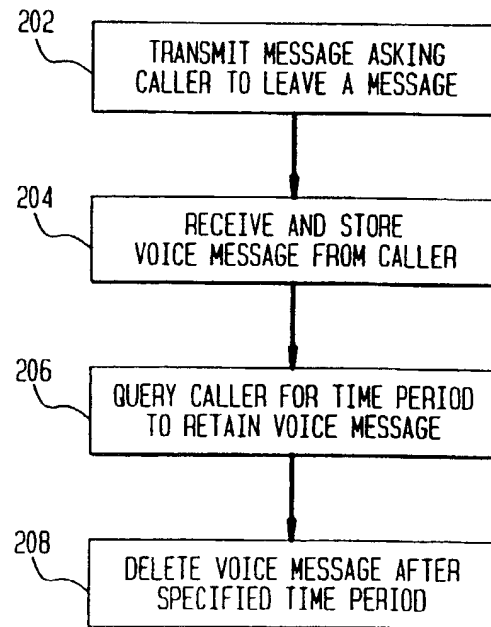 202
TRANSMIT MESSAGE ASKING
CALLER TO LEAVE A MESSAGE
204
RECEIVE AND STORE
VOICE MESSAGE FROM CALLER
206
QUERY CALLER FOR TIME PERIOD
TO RETAIN VOICE MESSAGE
208
DELETE VOICE MESSAGE AFTER
SPECIFIED TIME PERIOD